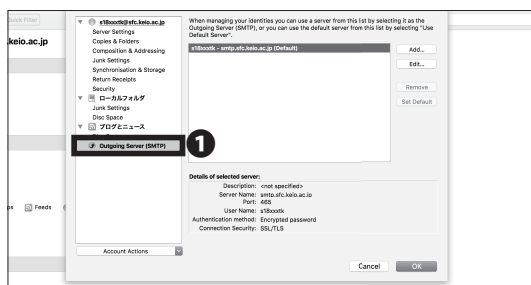 Quick Filter
.keio.ac.jp
Feeds
s18xxxtk@sfc.keio.ac.jp
Server Settings
Copies & Folders
Composition & Addressing
Junk Settings
Synchronisation & Storage
Return Receipts
Security
ローカルフォルダ
Junk Settings
Disc Space
ブログとニュース
Outgoing Server (SMTP)
1
Account Actions
When managing your identities you can use a server from this list by selecting it as the
Outgoing Server (SMTP), or you can use the default server from this list by selecting "Use
Default Server".
s18xxxtk - smtp.sfc.keio.ac.jp (Default)
Add...
Edit...
Remove
Set Default
Details of selected server:
Description: <not specified>
Server Name: smtp.sfc.keio.ac.jp
Port: 465
User Name: s18xxxtk
Authentication method: Encrypted password
Connection Security: SSL/TLS
Cancel
OK